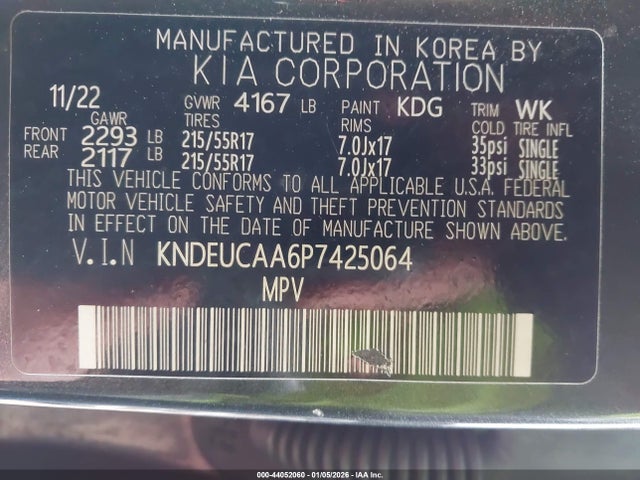 MANUFACTURED IN KOREA BY
KIA CORPORATION
11/22 GVWR 4167 LB PAINT KDG TRIM WK
GAWR TIRES RIMS COLD TIRE INFL
FRONT 2293 LB 215/55R17 7.0Jx17 35psi SINGLE
REAR 2117 LB 215/55R17 7.0Jx17 33psi SINGLE
THIS VEHICLE CONFORMS TO ALL APPLICABLE U.S.A. FEDERAL
MOTOR VEHICLE SAFETY AND THEFT PREVENTION STANDARDS
IN EFFECT ON THE DATE OF MANUFACTURE SHOWN ABOVE.
V.I.N KNDEUCAA6P7425064
MPV
000-44052060 - 01/05/2026 - IAA Inc.